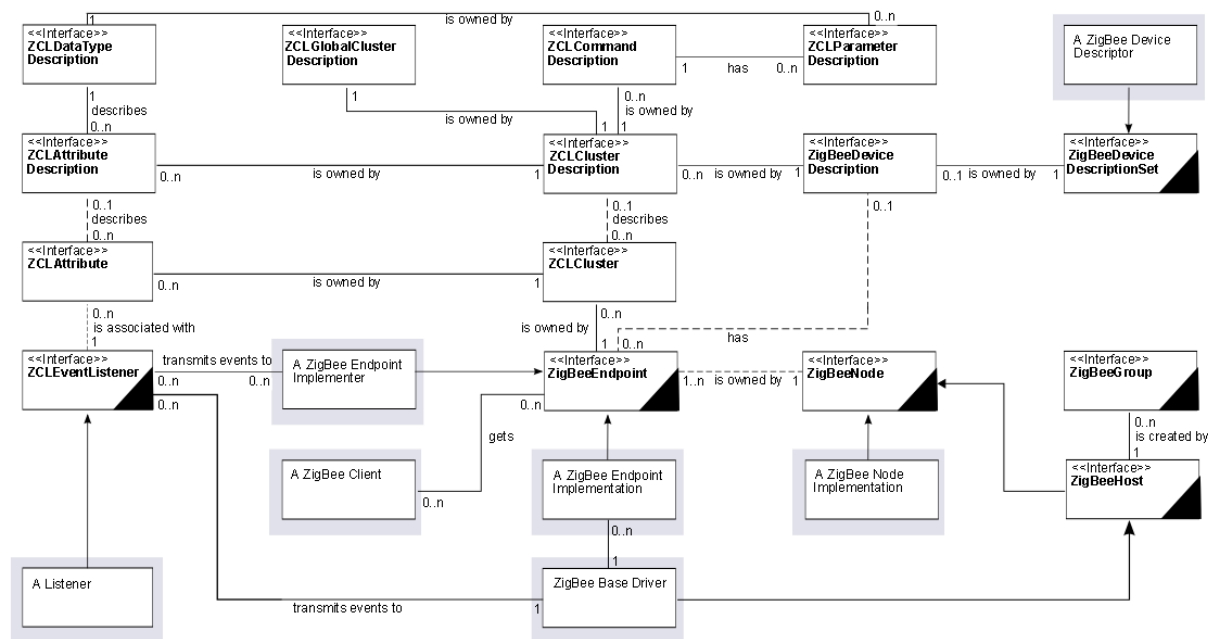 1
is owned by
0..n
<<Interface>>
ZCLDataType
Description
<<Interface>>
ZCLGlobalCluster
Description
<<Interface>>
ZCLCommand
Description
<<Interface>>
ZCLParameter
Description
A ZigBee Device
Descriptor
1
has
0..n
1
describes
0..n
1
is owned by
1
0..n
is owned by
1
<<Interface>>
ZCLAttribute
Description
<<Interface>>
ZCLCluster
Description
<<Interface>>
ZigBeeDevice
Description
<<Interface>>
ZigBeeDevice
DescriptionSet
0..n
is owned by
1
0..n
is owned by
1
0..1
is owned by
1
0..1
describes
0..n
0..1
describes
0..n
0..1
<<Interface>>
ZCLAttribute
<<Interface>>
ZCLCluster
0..n
is owned by
1
0..n
is associated with
1
0..n
is owned by
1
0..n
has
<<Interface>>
ZCLEventListener
transmits events to
0..n
0..n
A ZigBee Endpoint
Implementer
<<Interface>>
ZigBeeEndpoint
1..n
is owned by
1
<<Interface>>
ZigBeeNode
<<Interface>>
ZigBeeGroup
0..n
0..n
gets
0..n
0..n
is created by
1
A ZigBee Client
A ZigBee Endpoint
Implementation
A ZigBee Node
Implementation
<<Interface>>
ZigBeeHost
0..n
1
A Listener
ZigBee Base Driver
transmits events to
1